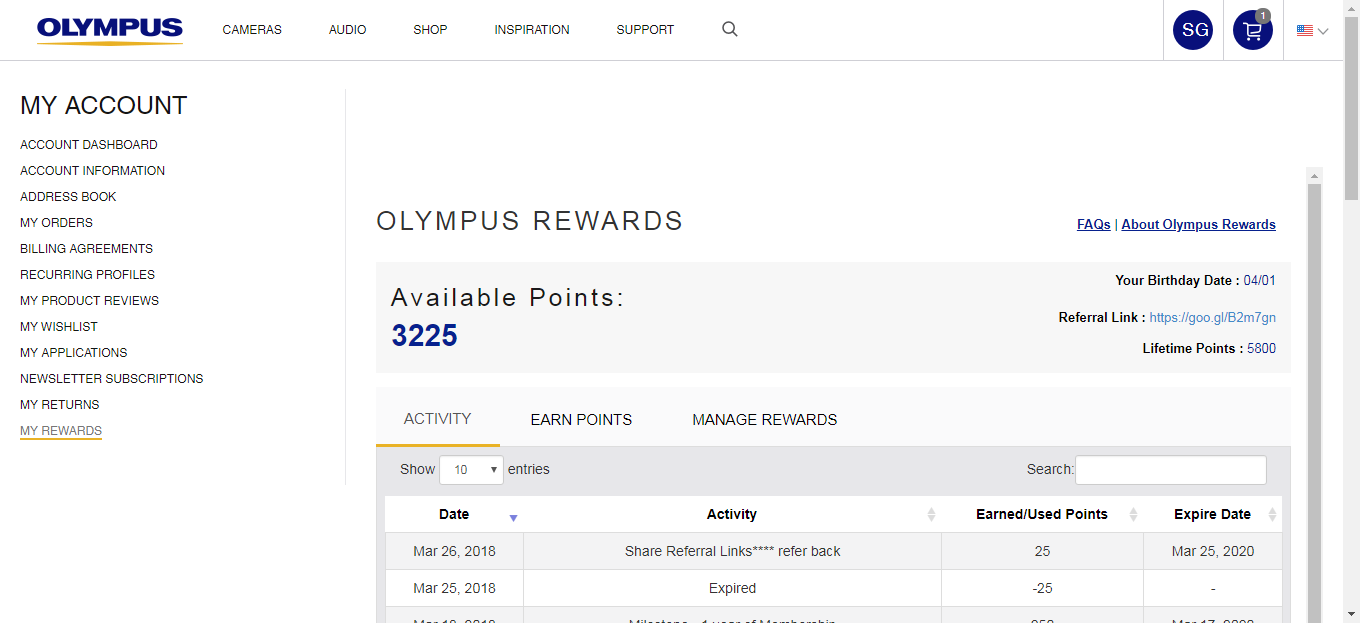 OLYMPUS
CAMERAS AUDIO SHOP INSPIRATION SUPPORT
SG
1
MY ACCOUNT
ACCOUNT DASHBOARD
ACCOUNT INFORMATION
ADDRESS BOOK
MY ORDERS
BILLING AGREEMENTS
RECURRING PROFILES
MY PRODUCT REVIEWS
MY WISHLIST
MY APPLICATIONS
NEWSLETTER SUBSCRIPTIONS
MY RETURNS
MY REWARDS
OLYMPUS REWARDS
FAQs | About Olympus Rewards
Available Points:
3225
Your Birthday Date : 04/01
Referral Link : https://goo.gl/B2m7gn
Lifetime Points : 5800
ACTIVITY EARN POINTS MANAGE REWARDS
Show 10 entries Search:
Date Activity Earned/Used Points Expire Date
Mar 26, 2018 Share Referral Links**** refer back 25 Mar 25, 2020
Mar 25, 2018 Expired -25 -